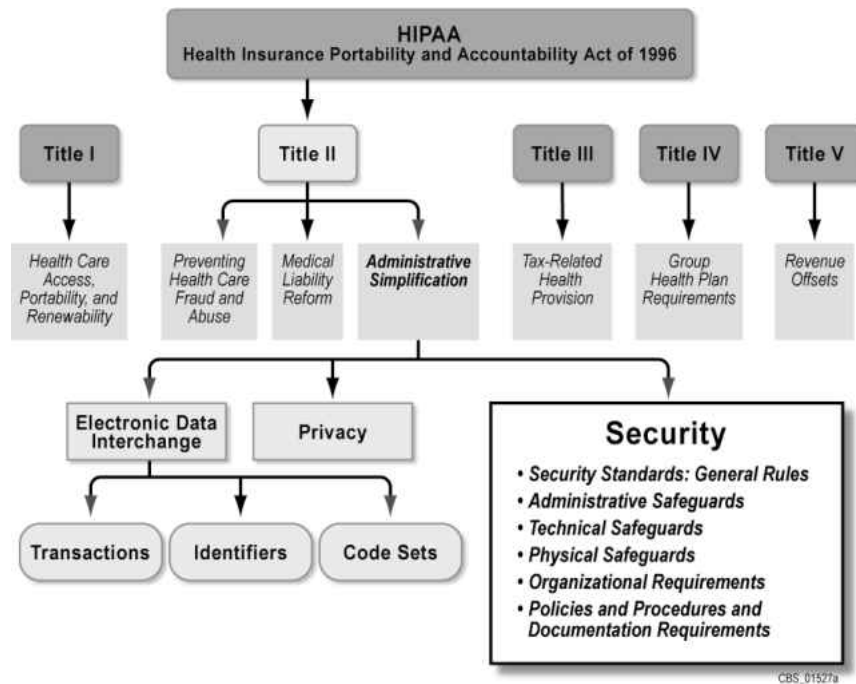 HIPAA
Health Insurance Portability and Accountability Act of 1996
Title I
Title II
Title III
Title IV
Title V
Health Care
Access,
Portability, and
Renewability
Preventing
Health Care
Fraud and
Abuse
Medical
Liability
Reform
Administrative
Simplification
Tax-Related
Health
Provision
Group
Health Plan
Requirements
Revenue
Offsets
Electronic Data
Interchange
Privacy
Security
• Security Standards: General Rules
• Administrative Safeguards
• Technical Safeguards
• Physical Safeguards
• Organizational Requirements
• Policies and Procedures and
Documentation Requirements
Transactions
Identifiers
Code Sets
CBS_01527a